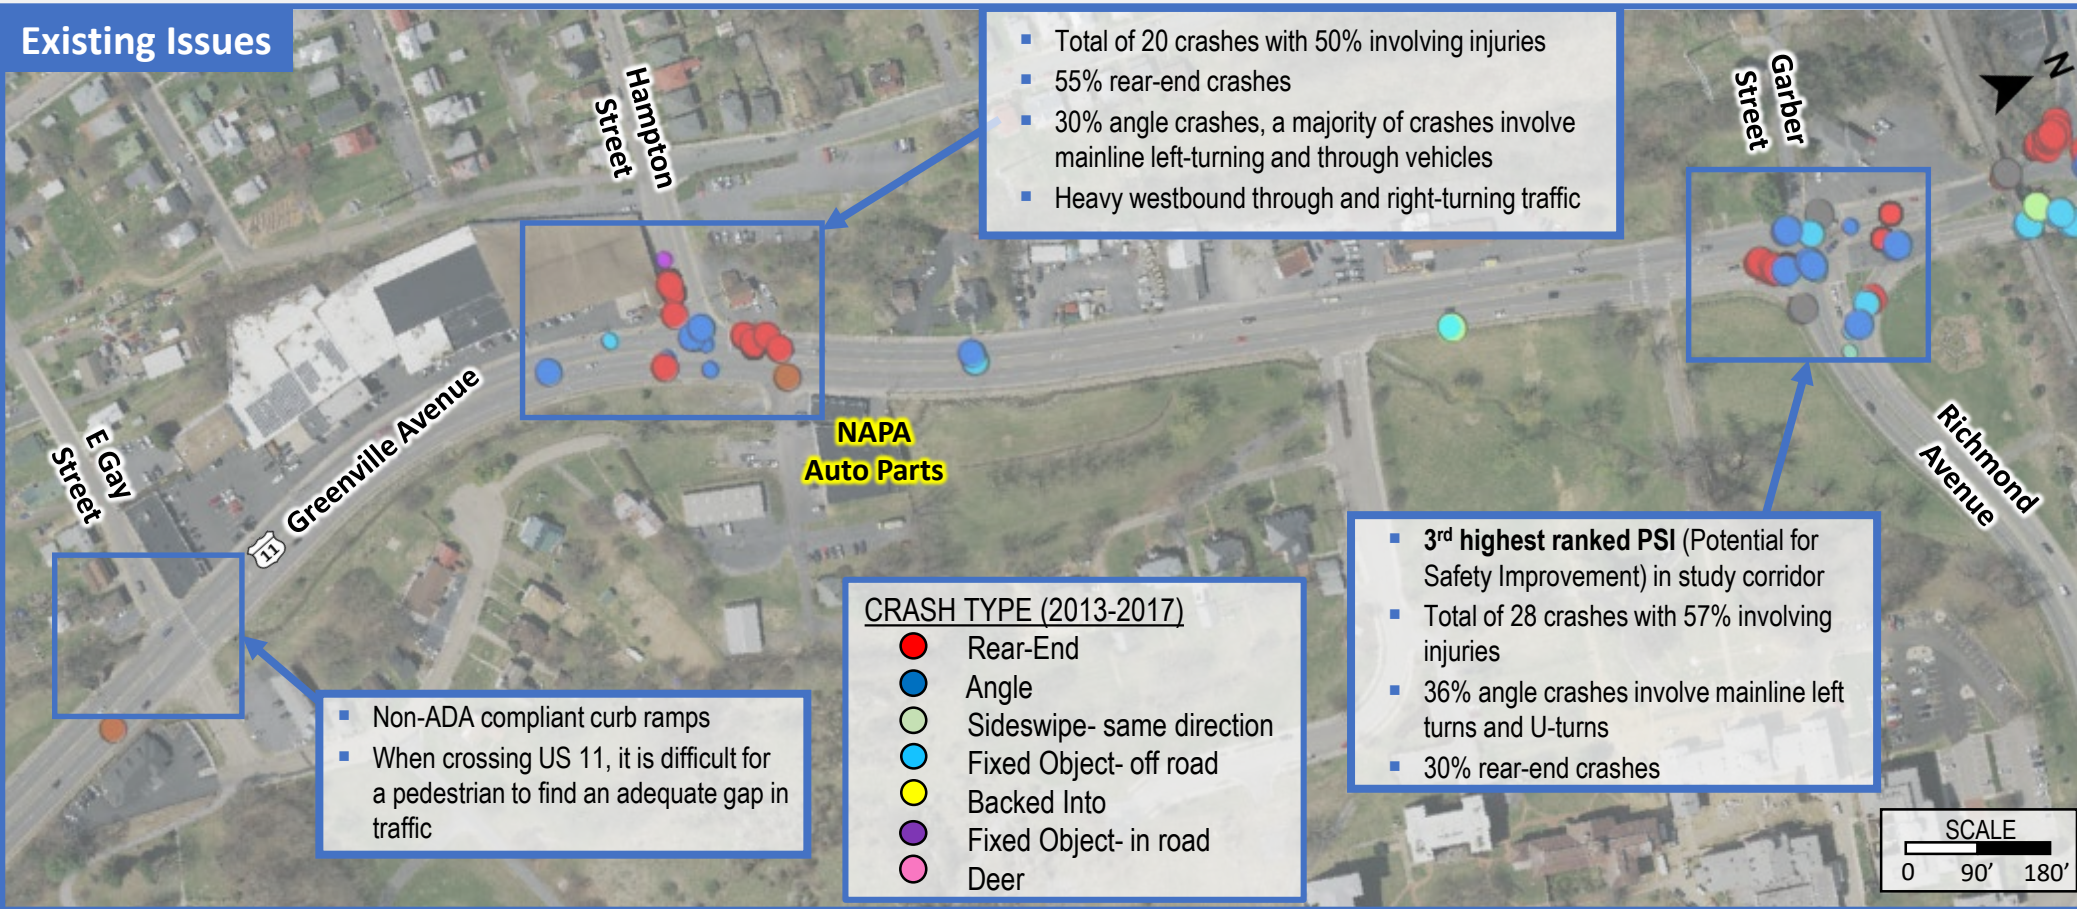 Existing Issues
Hampton
Street
▪ Total of 20 crashes with 50% involving injuries
▪ 55% rear-end crashes
▪ 30% angle crashes, a majority of crashes involve
mainline left-turning and through vehicles
▪ Heavy westbound through and right-turning traffic
Garber
Street
N
E Gay
Street
11
Greenville Avenue
NAPA
Auto Parts
Richmond
Avenue
▪ Non-ADA compliant curb ramps
▪ When crossing US 11, it is difficult for
a pedestrian to find an adequate gap in
traffic
CRASH TYPE (2013-2017)
Rear-End
Angle
Sideswipe- same direction
Fixed Object- off road
Backed Into
Fixed Object- in road
Deer
▪ 3rd highest ranked PSI (Potential for
Safety Improvement) in study corridor
▪ Total of 28 crashes with 57% involving
injuries
▪ 36% angle crashes involve mainline left
turns and U-turns
▪ 30% rear-end crashes
SCALE
0 90' 180'